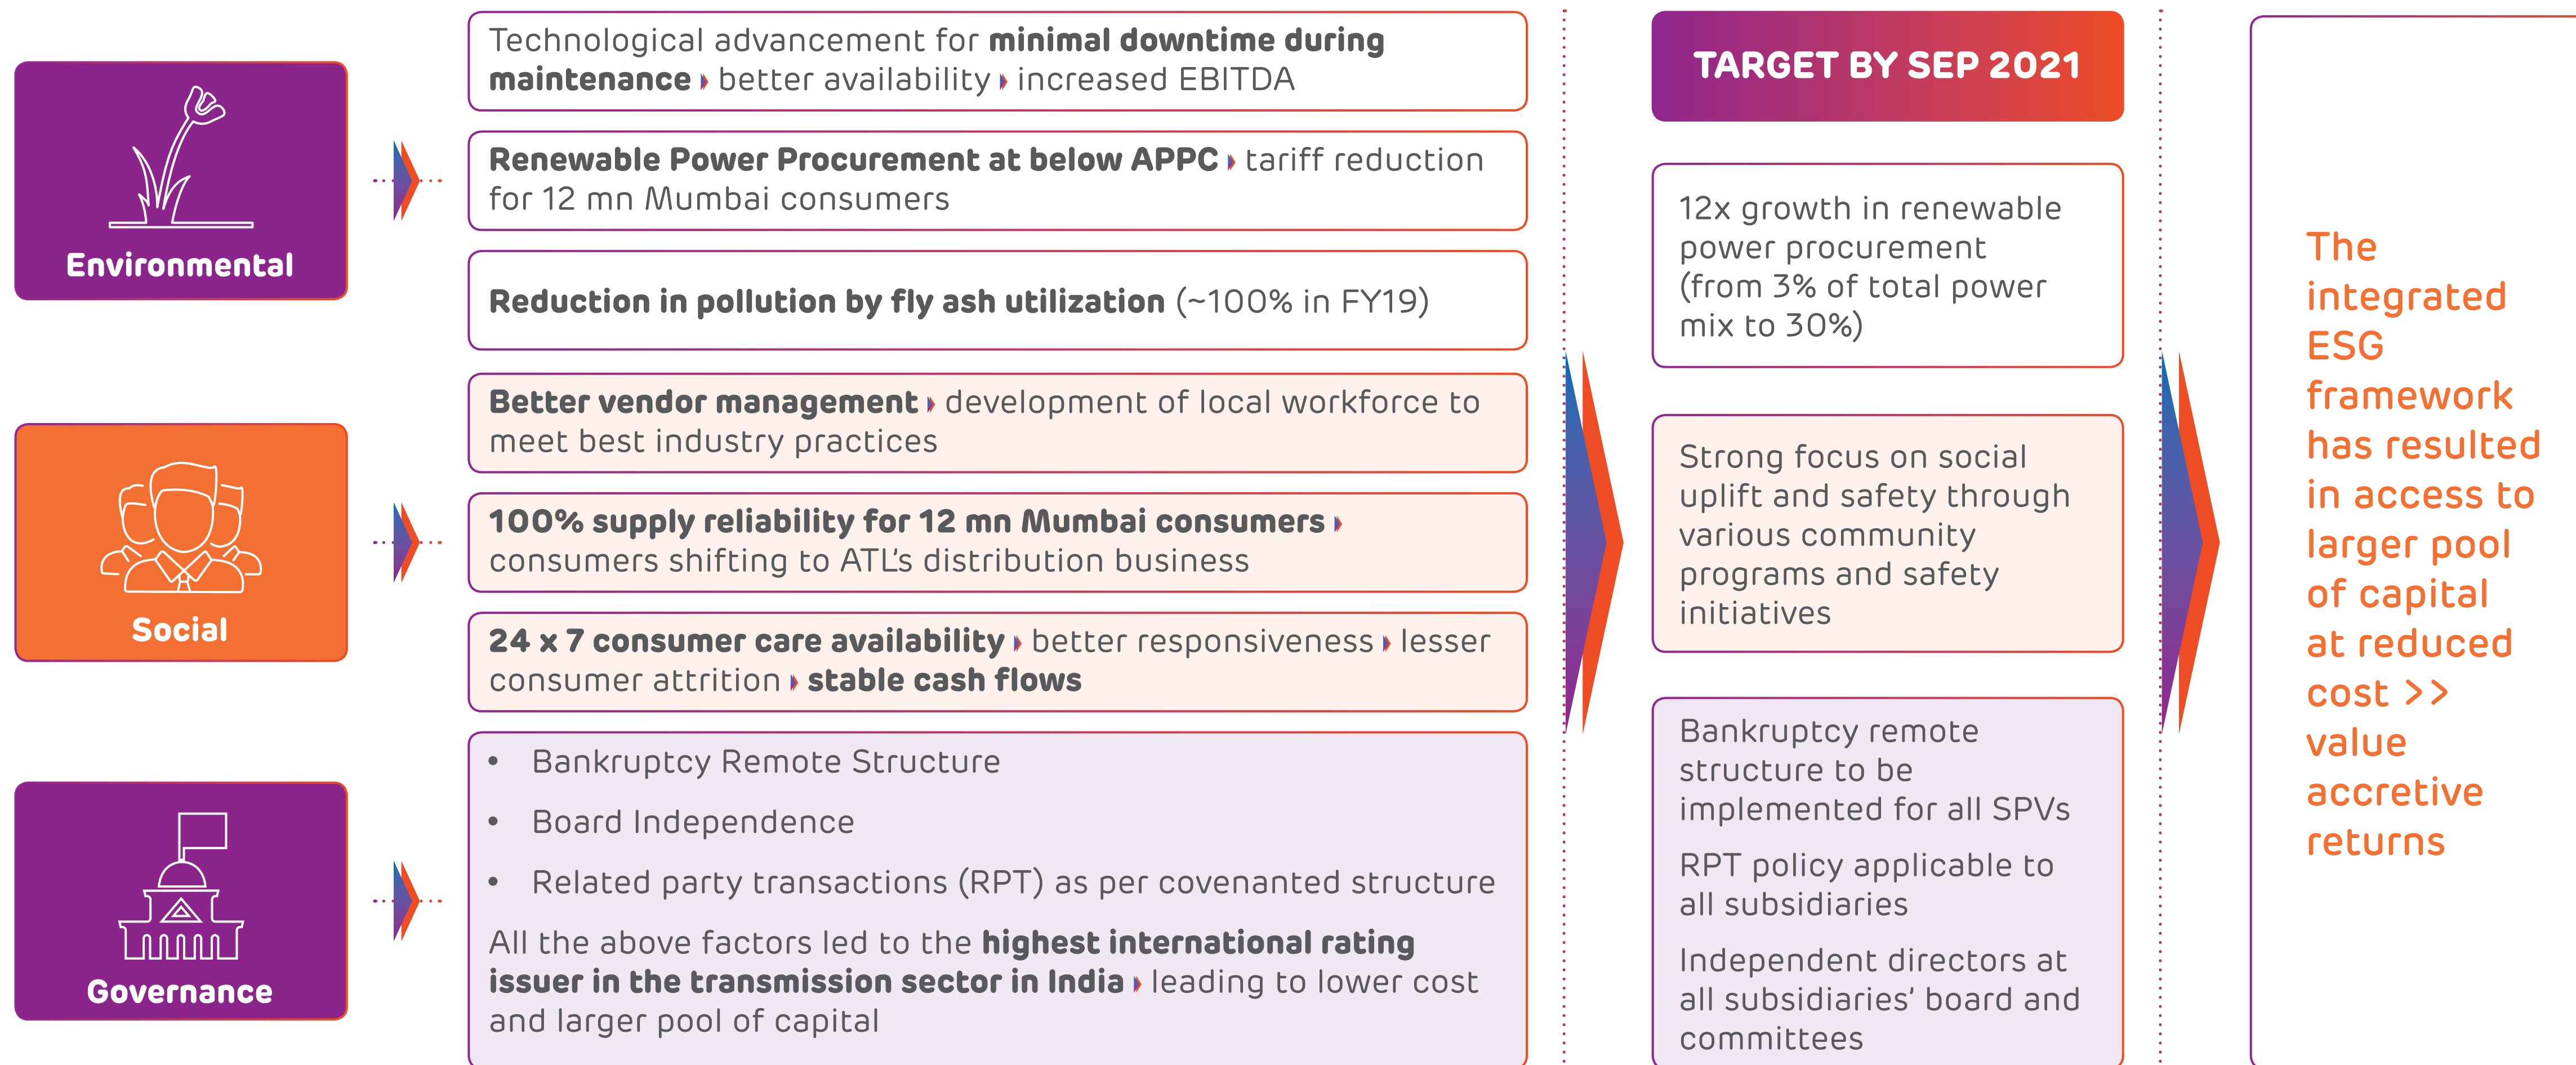 Environmental
Technological advancement for minimal downtime during
maintenance better availability increased EBITDA
Renewable Power Procurement at below APPC tariff reduction
for 12 mn Mumbai consumers
Reduction in pollution by fly ash utilization (~100% in FY19)
Social
Better vendor management development of local workforce to
meet best industry practices
100% supply reliability for 12 mn Mumbai consumers
consumers shifting to ATL's distribution business
24 x 7 consumer care availability better responsiveness lesser
consumer attrition stable cash flows
Governance
• Bankruptcy Remote Structure
• Board Independence
• Related party transactions (RPT) as per covenanted structure
All the above factors led to the highest international rating
issuer in the transmission sector in India leading to lower cost
and larger pool of capital
TARGET BY SEP 2021
12x growth in renewable
power procurement
(from 3% of total power
mix to 30%)
Strong focus on social
uplift and safety through
various community
programs and safety
initiatives
Bankruptcy remote
structure to be
implemented for all SPVs
RPT policy applicable to
all subsidiaries
Independent directors at
all subsidiaries' board and
committees
The
integrated
ESG
framework
has resulted
in access to
larger pool
of capital
at reduced
cost >>
value
accretive
returns